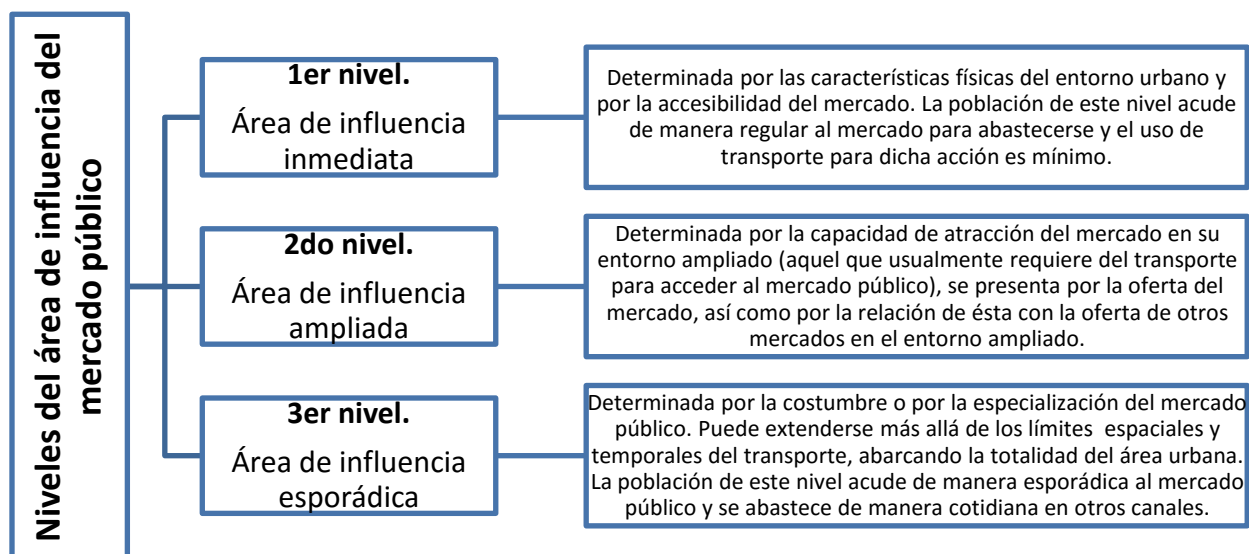 Niveles del área de influencia del
mercado público
1er nivel.
Área de influencia
inmediata
Determinada por las características físicas del entorno urbano y
por la accesibilidad del mercado. La población de este nivel acude
de manera regular al mercado para abastecerse y el uso de
transporte para dicha acción es mínimo.
2do nivel.
Área de influencia
ampliada
Determinada por la capacidad de atracción del mercado en su
entorno ampliado (aquel que usualmente requiere del transporte
para acceder al mercado público), se presenta por la oferta del
mercado, así como por la relación de ésta con la oferta de otros
mercados en el entorno ampliado.
3er nivel.
Área de influencia
esporádica
Determinada por la costumbre o por la especialización del mercado
público. Puede extenderse más allá de los límites espaciales y
temporales del transporte, abarcando la totalidad del área urbana.
La población de este nivel acude de manera esporádica al mercado
público y se abastece de manera cotidiana en otros canales.